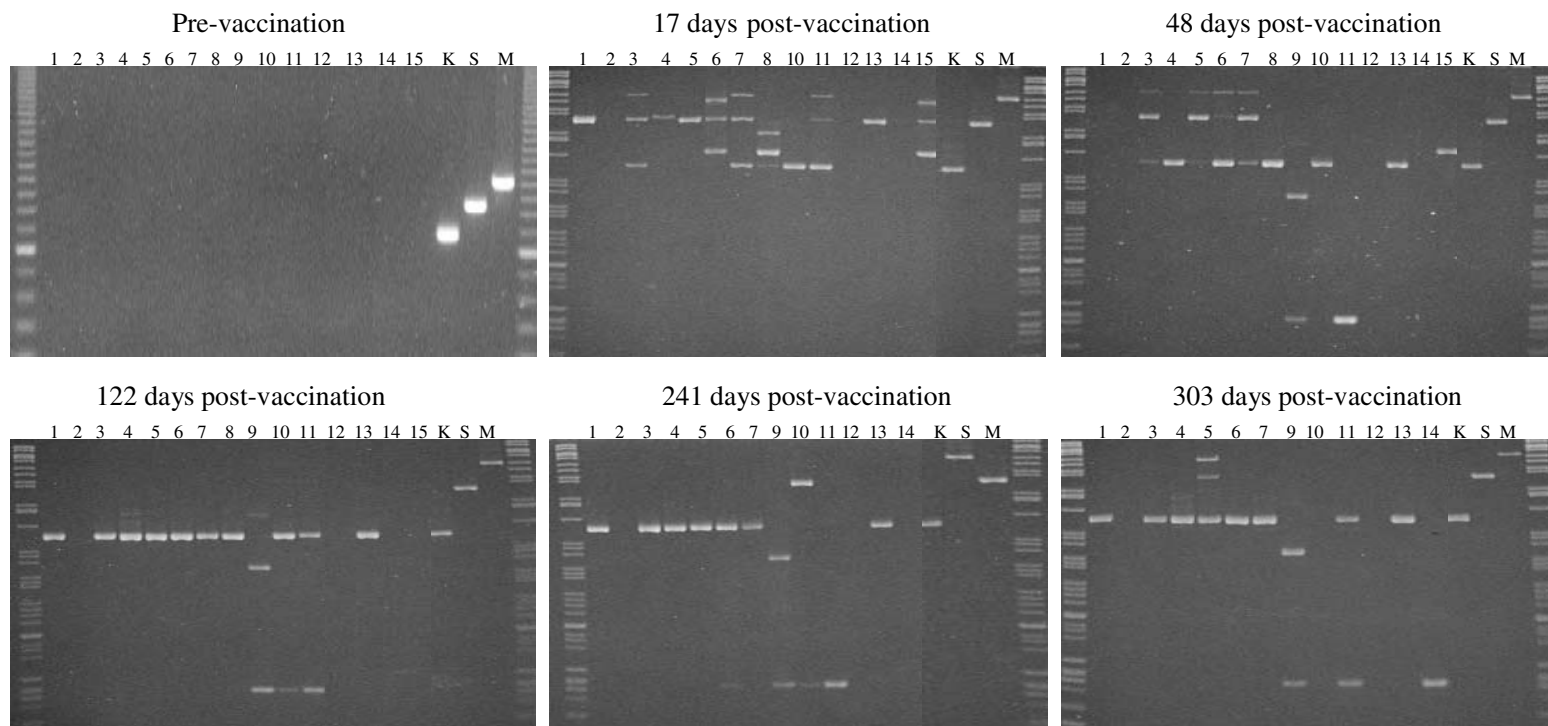 Pre-vaccination
1 2 3 4 5 6 7 8 9 10 11 12 13 14 15 K S M
17 days post-vaccination
1 2 3 4 5 6 7 8 10 11 12 13 14 15 K S M
48 days post-vaccination
1 2 3 4 5 6 7 8 9 10 11 12 13 14 15 K S M
122 days post-vaccination
1 2 3 4 5 6 7 8 9 10 11 12 13 14 15 K S M
241 days post-vaccination
1 2 3 4 5 6 7 9 10 11 12 13 14 K S M
303 days post-vaccination
1 2 3 4 5 6 7 9 10 11 12 13 14 K S M